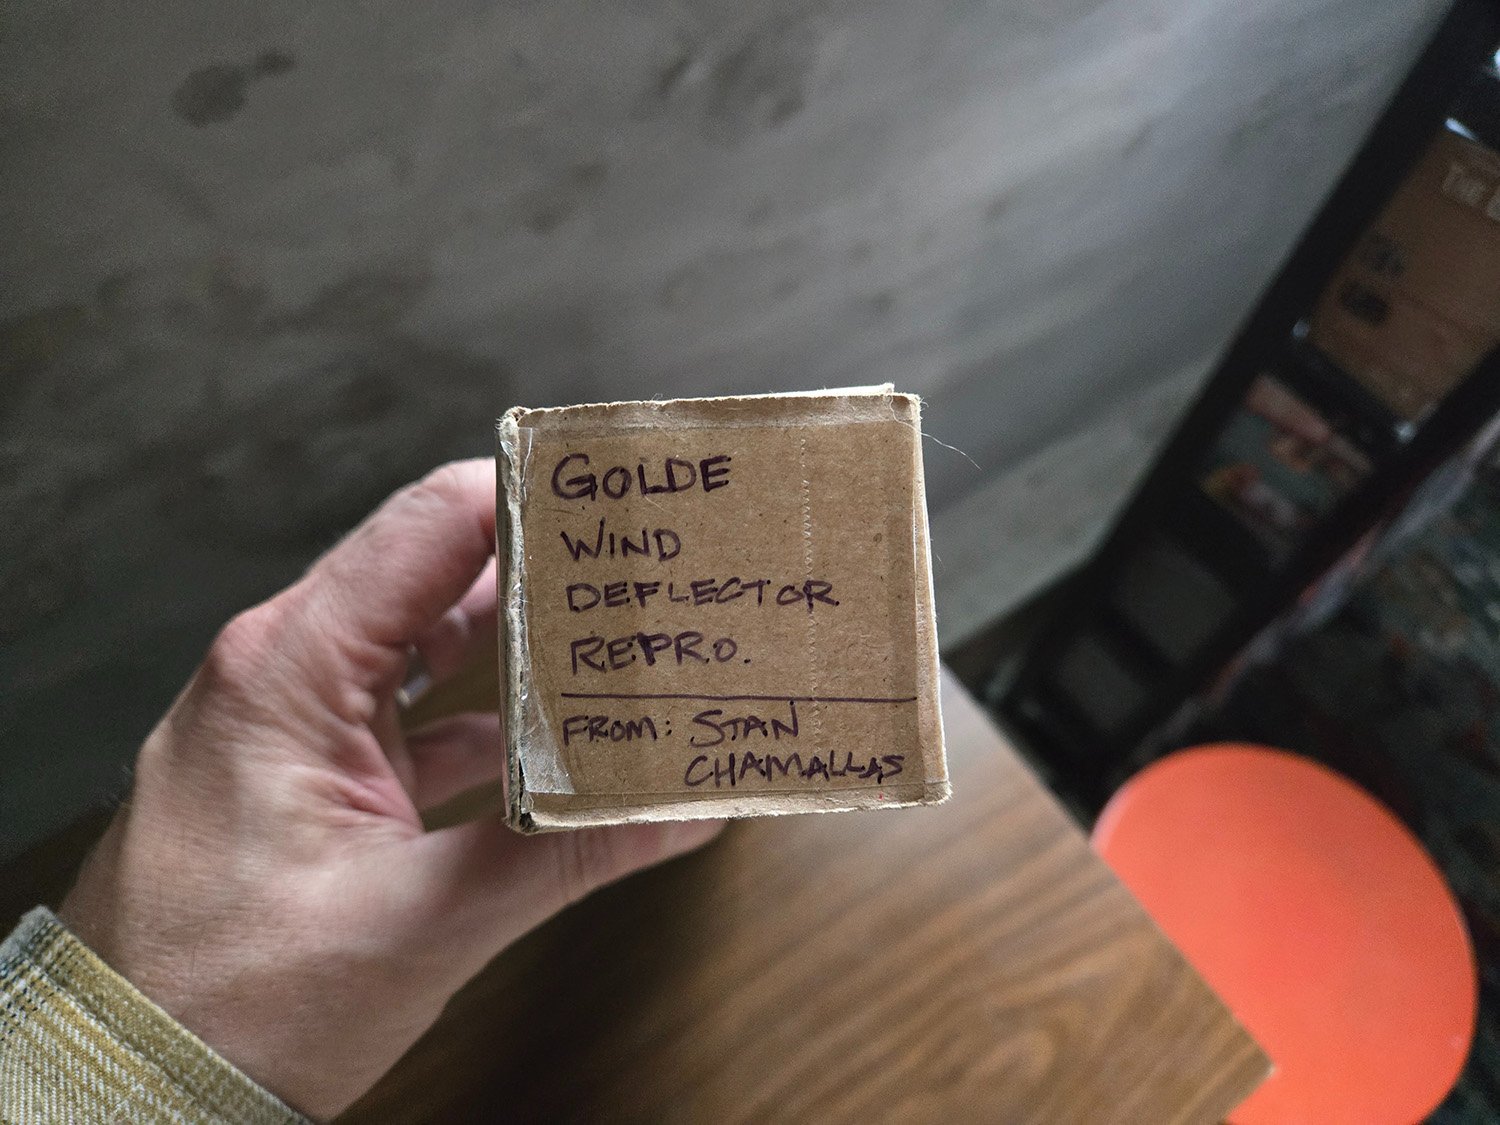 GOLDE
WIND
DEFLECTOR
REPRO.
FROM: STAN
CHAMALLAS